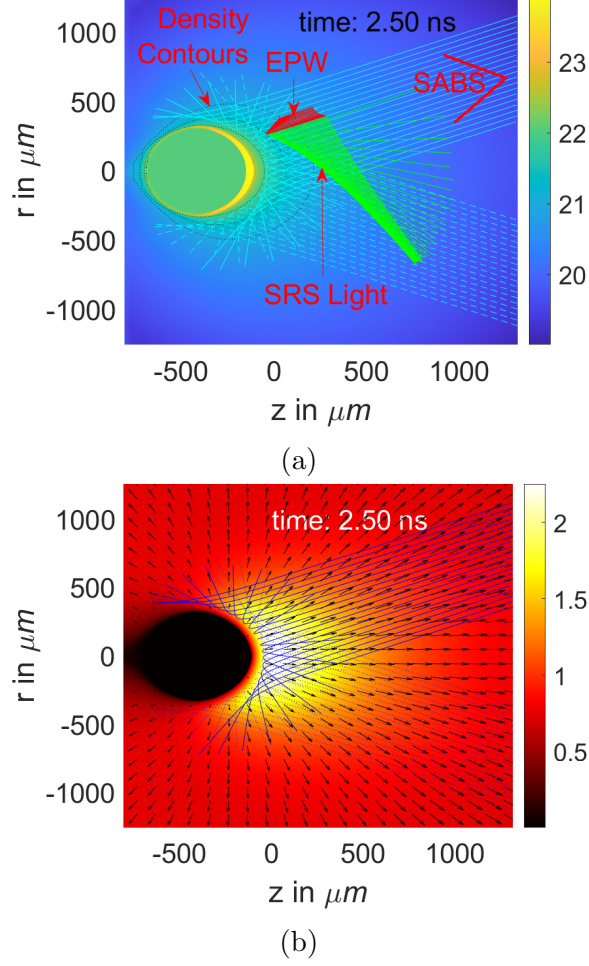 1000
500
0
-500
-1000
r in μm
time: 2.50 ns
Density
Contours
EPW
SABS
SRS Light
23
22
21
20
-500
0
500
1000
z in μm
(a)
1000
500
0
-500
-1000
r in μm
time: 2.50 ns
2
1.5
1
0.5
-500
0
500
1000
z in μm
(b)